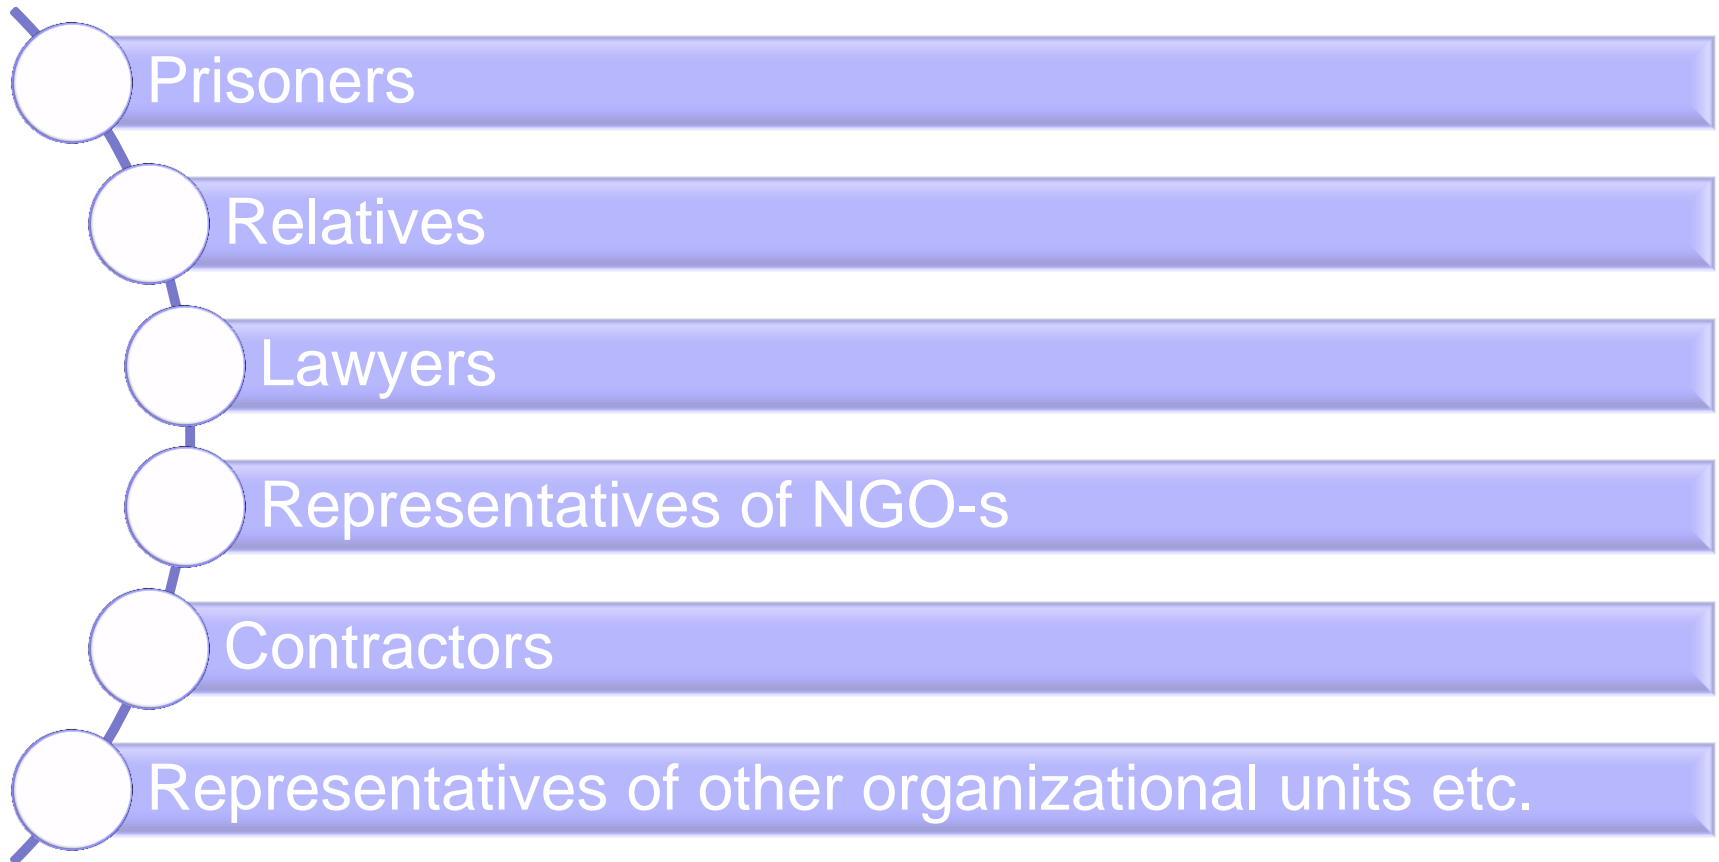 Prisoners
Relatives
Lawyers
Representatives of NGO-s
Contractors
Representatives of other organizational units etc.